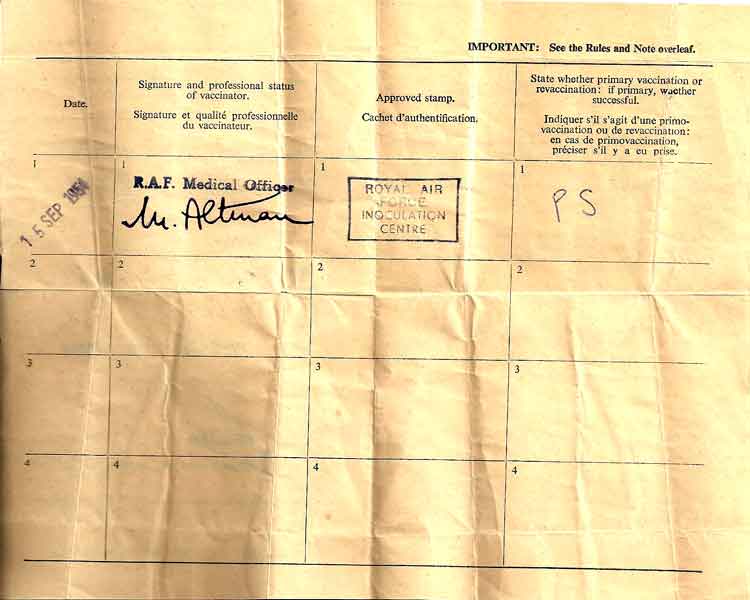 IMPORTANT: See the Rules and Note overleaf.
Date.
Signature and professional status
of vaccinator.
Signature et qualité professionnelle
du vaccinateur.
Approved stamp.
Cachet d'authentification.
State whether primary vaccination or
revaccination: if primary, whether
successful.
Indiquer s'il s'agit d'une primo-
vaccination ou de revaccination:
en cas de primovaccination,
préciser s'il y a eu prise.
1 1 1 1
15 SEP 1954
R.A.F. Medical Officer
M. Altman
ROYAL AIR
FORCE
INOCULATION
CENTRE
PS
2 2 2 2
3 3 3 3
4 4 4 4